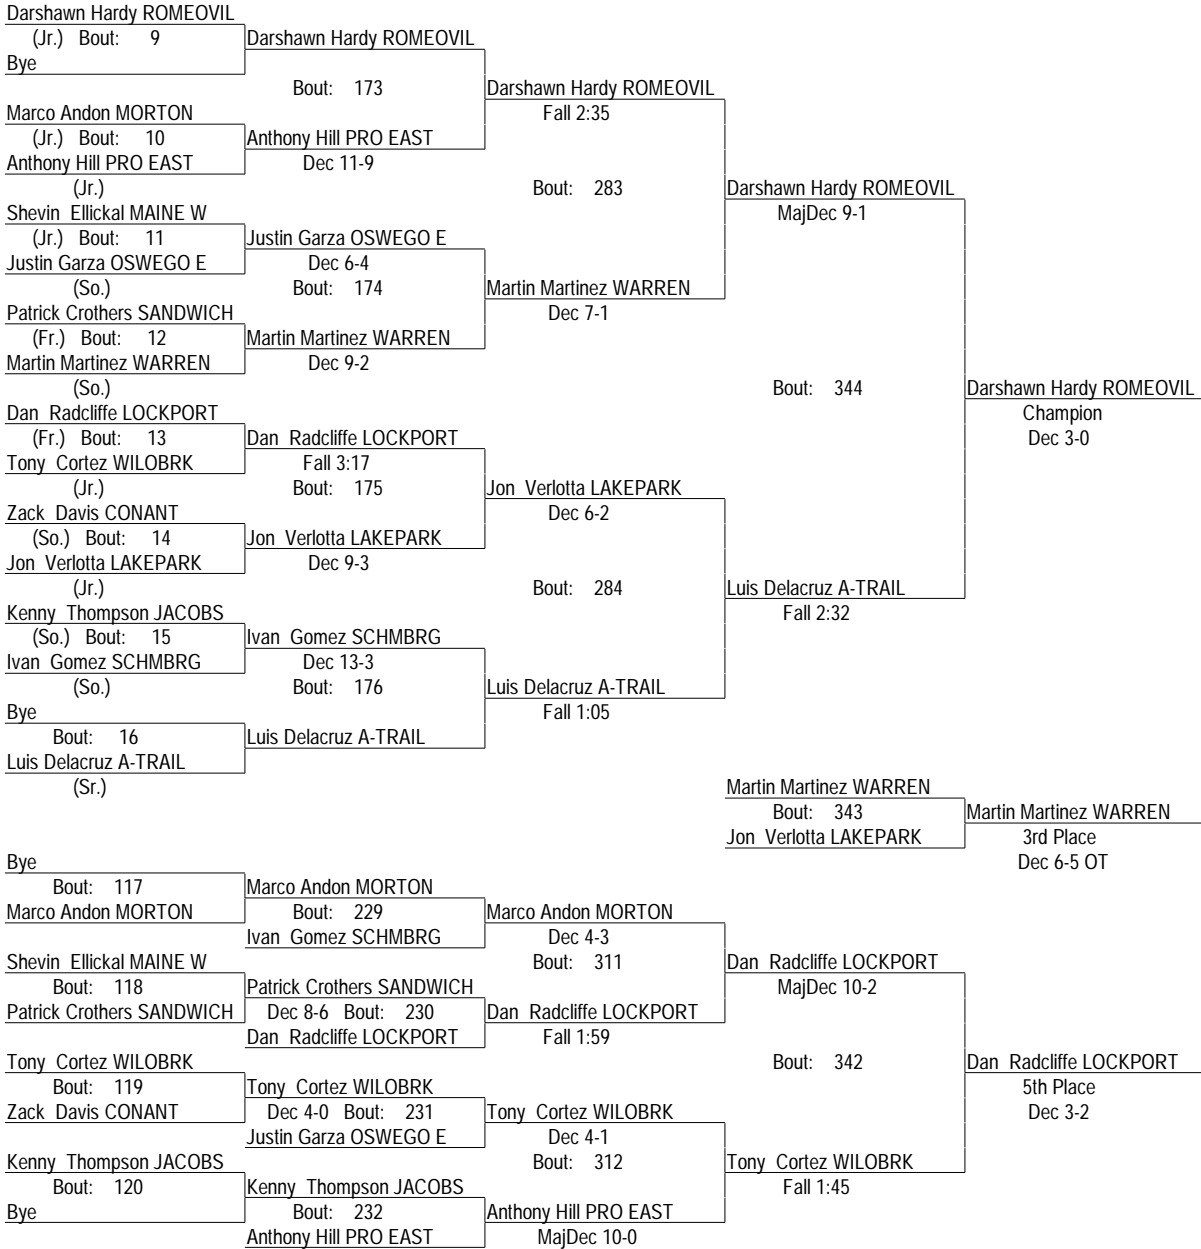 Darshawn Hardy ROMEOVIL
(Jr.) Bout: 9 Darshawn Hardy ROMEOVIL
Bye
Bout: 173 Darshawn Hardy ROMEOVIL
Marco Andon MORTON Fall 2:35
(Jr.) Bout: 10 Anthony Hill PRO EAST
Anthony Hill PRO EAST Dec 11-9
(Jr.) Bout: 283 Darshawn Hardy ROMEOVIL
Shevin Ellickal MAINE W MajDec 9-1
(Jr.) Bout: 11 Justin Garza OSWEGO E
Justin Garza OSWEGO E Dec 6-4
(So.) Bout: 174 Martin Martinez WARREN
Patrick Crothers SANDWICH Dec 7-1
(Fr.) Bout: 12 Martin Martinez WARREN
Martin Martinez WARREN Dec 9-2
(So.) Bout: 344 Darshawn Hardy ROMEOVIL
Dan Radcliffe LOCKPORT Champion
(Fr.) Bout: 13 Dan Radcliffe LOCKPORT Dec 3-0
Tony Cortez WILOBRK Fall 3:17
(Jr.) Bout: 175 Jon Verlotta LAKEPARK
Zack Davis CONANT Dec 6-2
(So.) Bout: 14 Jon Verlotta LAKEPARK
Jon Verlotta LAKEPARK Dec 9-3
(Jr.) Bout: 284 Luis Delacruz A-TRAIL
Kenny Thompson JACOBS Fall 2:32
(So.) Bout: 15 Ivan Gomez SCHMBRG
Ivan Gomez SCHMBRG Dec 13-3
(So.) Bout: 176 Luis Delacruz A-TRAIL
Bye Fall 1:05
Bout: 16 Luis Delacruz A-TRAIL
Luis Delacruz A-TRAIL
(Sr.) Martin Martinez WARREN
Bout: 343 Martin Martinez WARREN
Jon Verlotta LAKEPARK 3rd Place
Bye Dec 6-5 OT
Bout: 117 Marco Andon MORTON
Marco Andon MORTON Bout: 229 Marco Andon MORTON
Ivan Gomez SCHMBRG Dec 4-3
Shevin Ellickal MAINE W Bout: 311 Dan Radcliffe LOCKPORT
Bout: 118 Patrick Crothers SANDWICH MajDec 10-2
Patrick Crothers SANDWICH Dec 8-6 Bout: 230 Dan Radcliffe LOCKPORT
Dan Radcliffe LOCKPORT Fall 1:59
Tony Cortez WILOBRK Bout: 342 Dan Radcliffe LOCKPORT
Bout: 119 Tony Cortez WILOBRK 5th Place
Zack Davis CONANT Dec 4-0 Bout: 231 Tony Cortez WILOBRK Dec 3-2
Justin Garza OSWEGO E Dec 4-1
Kenny Thompson JACOBS Bout: 312 Tony Cortez WILOBRK
Bout: 120 Kenny Thompson JACOBS Fall 1:45
Bye Bout: 232 Anthony Hill PRO EAST
Anthony Hill PRO EAST MajDec 10-0